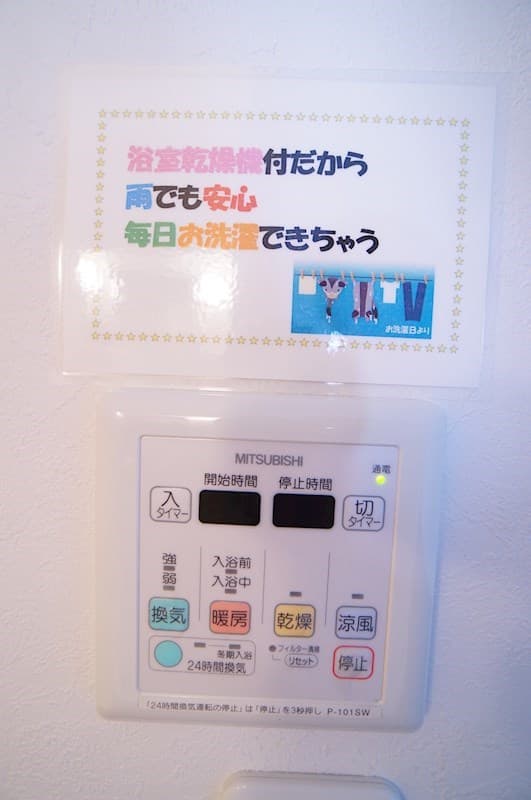 浴室乾燥機付だから
雨でも安心
毎日お洗濯できちゃう
お洗濯日より
MITSUBISHI
通電
開始時間 停止時間
入 タイマー
切 タイマー
強
弱
入浴前
入浴中
換気 暖房 乾燥 涼風
冬期入浴
24時間換気
フィルター清掃
リセット
停止
「24時間換気運転の停止」は「停止」を3秒押し P-101SW